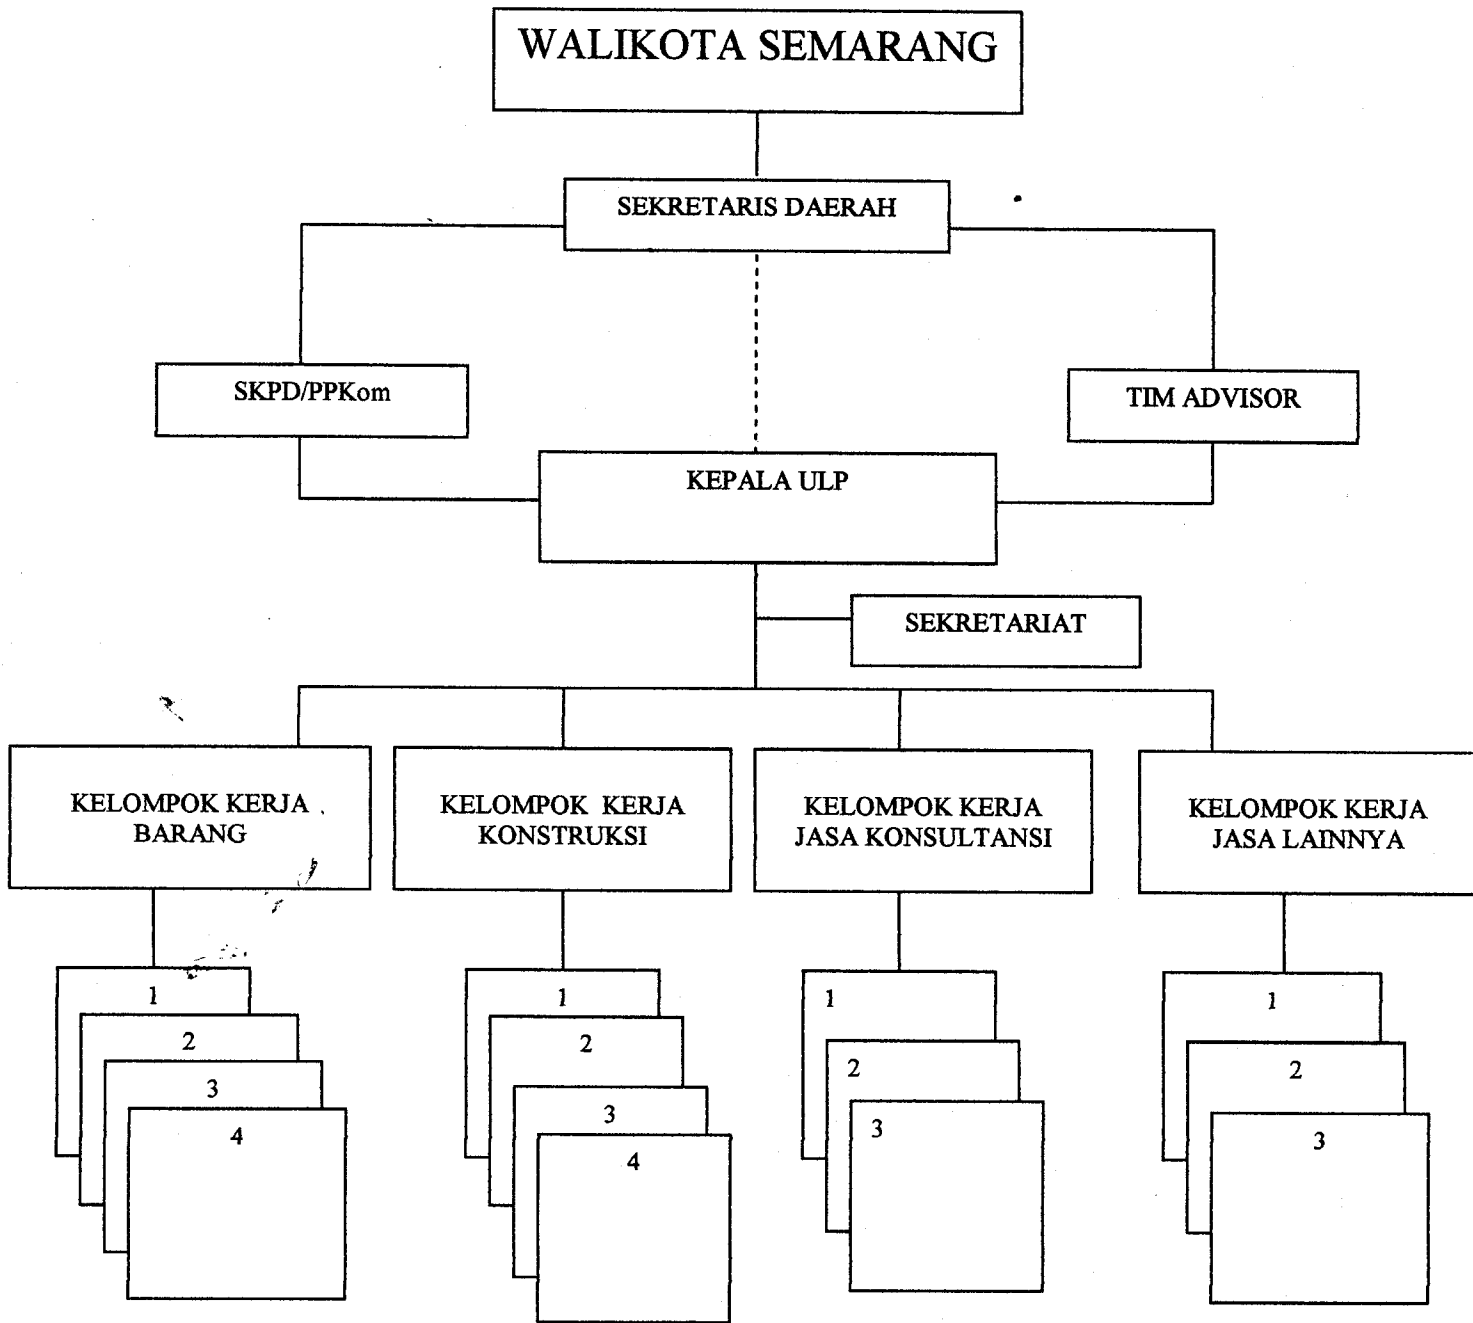 WALIKOTA SEMARANG
SEKRETARIS DAERAH
SKPD/PPKom
TIM ADVISOR
KEPALA ULP
SEKRETARIAT
KELOMPOK KERJA
BARANG
KELOMPOK KERJA
KONSTRUKSI
KELOMPOK KERJA
JASA KONSULTANSI
KELOMPOK KERJA
JASA LAINNYA
1
2
3
4
1
2
3
4
1
2
3
1
2
3